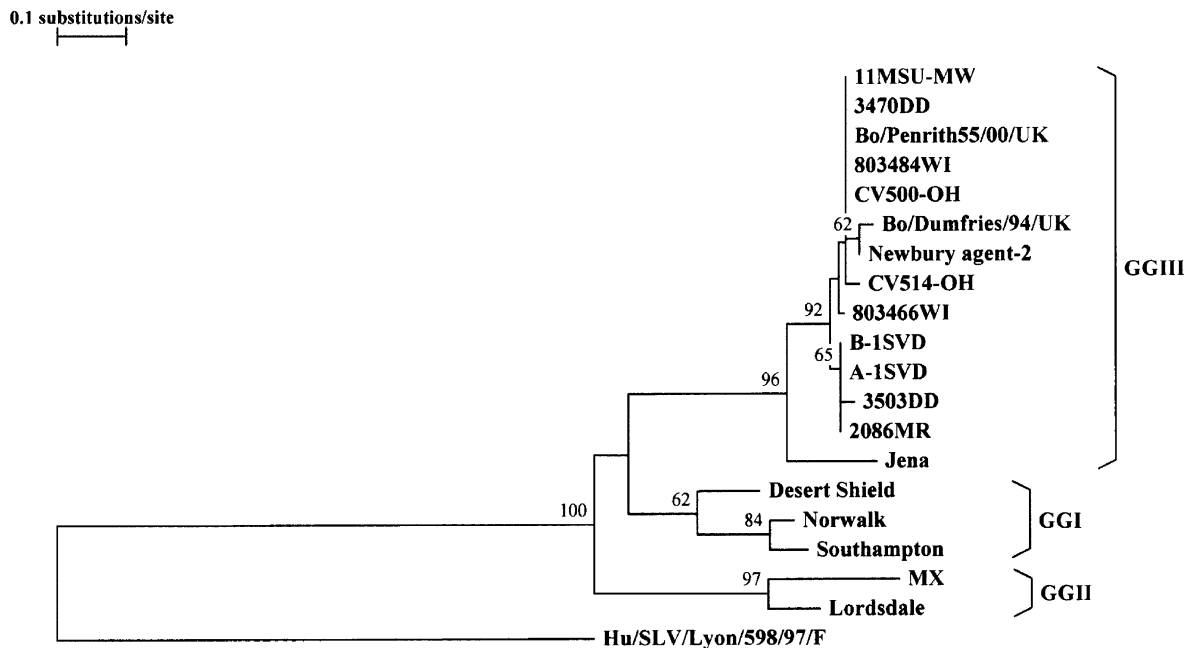 0.1 substitutions/site
11MSU-MW
3470DD
Bo/Penrith55/00/UK
803484WI
CV500-OH
62
Bo/Dumfries/94/UK
Newbury agent-2
GGIII
CV514-OH
92
803466WI
B-1SVD
65
A-1SVD
96
3503DD
2086MR
Jena
Desert Shield
62
100
84
Norwalk
GGI
Southampton
97
MX
GGII
Lordsdale
Hu/SLV/Lyon/598/97/F